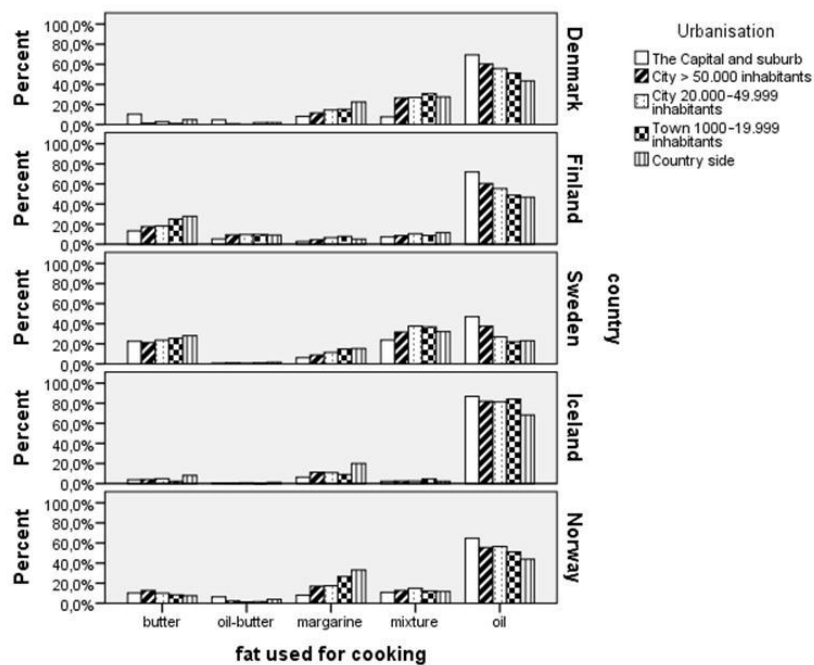 Percent
100,0%
80,0%
60,0%
40,0%
20,0%
0,0%
Denmark
Percent
100,0%
80,0%
60,0%
40,0%
20,0%
0,0%
Finland
Percent
100,0%
80,0%
60,0%
40,0%
20,0%
0,0%
Sweden
Percent
100,0%
80,0%
60,0%
40,0%
20,0%
0,0%
Iceland
Percent
100,0%
80,0%
60,0%
40,0%
20,0%
0,0%
Norway
country
butter
oil-butter
margarine
mixture
oil
fat used for cooking
Urbanisation
The Capital and suburb
City > 50.000 inhabitants
City 20.000-49.999
inhabitants
Town 1000-19.999
inhabitants
Country side